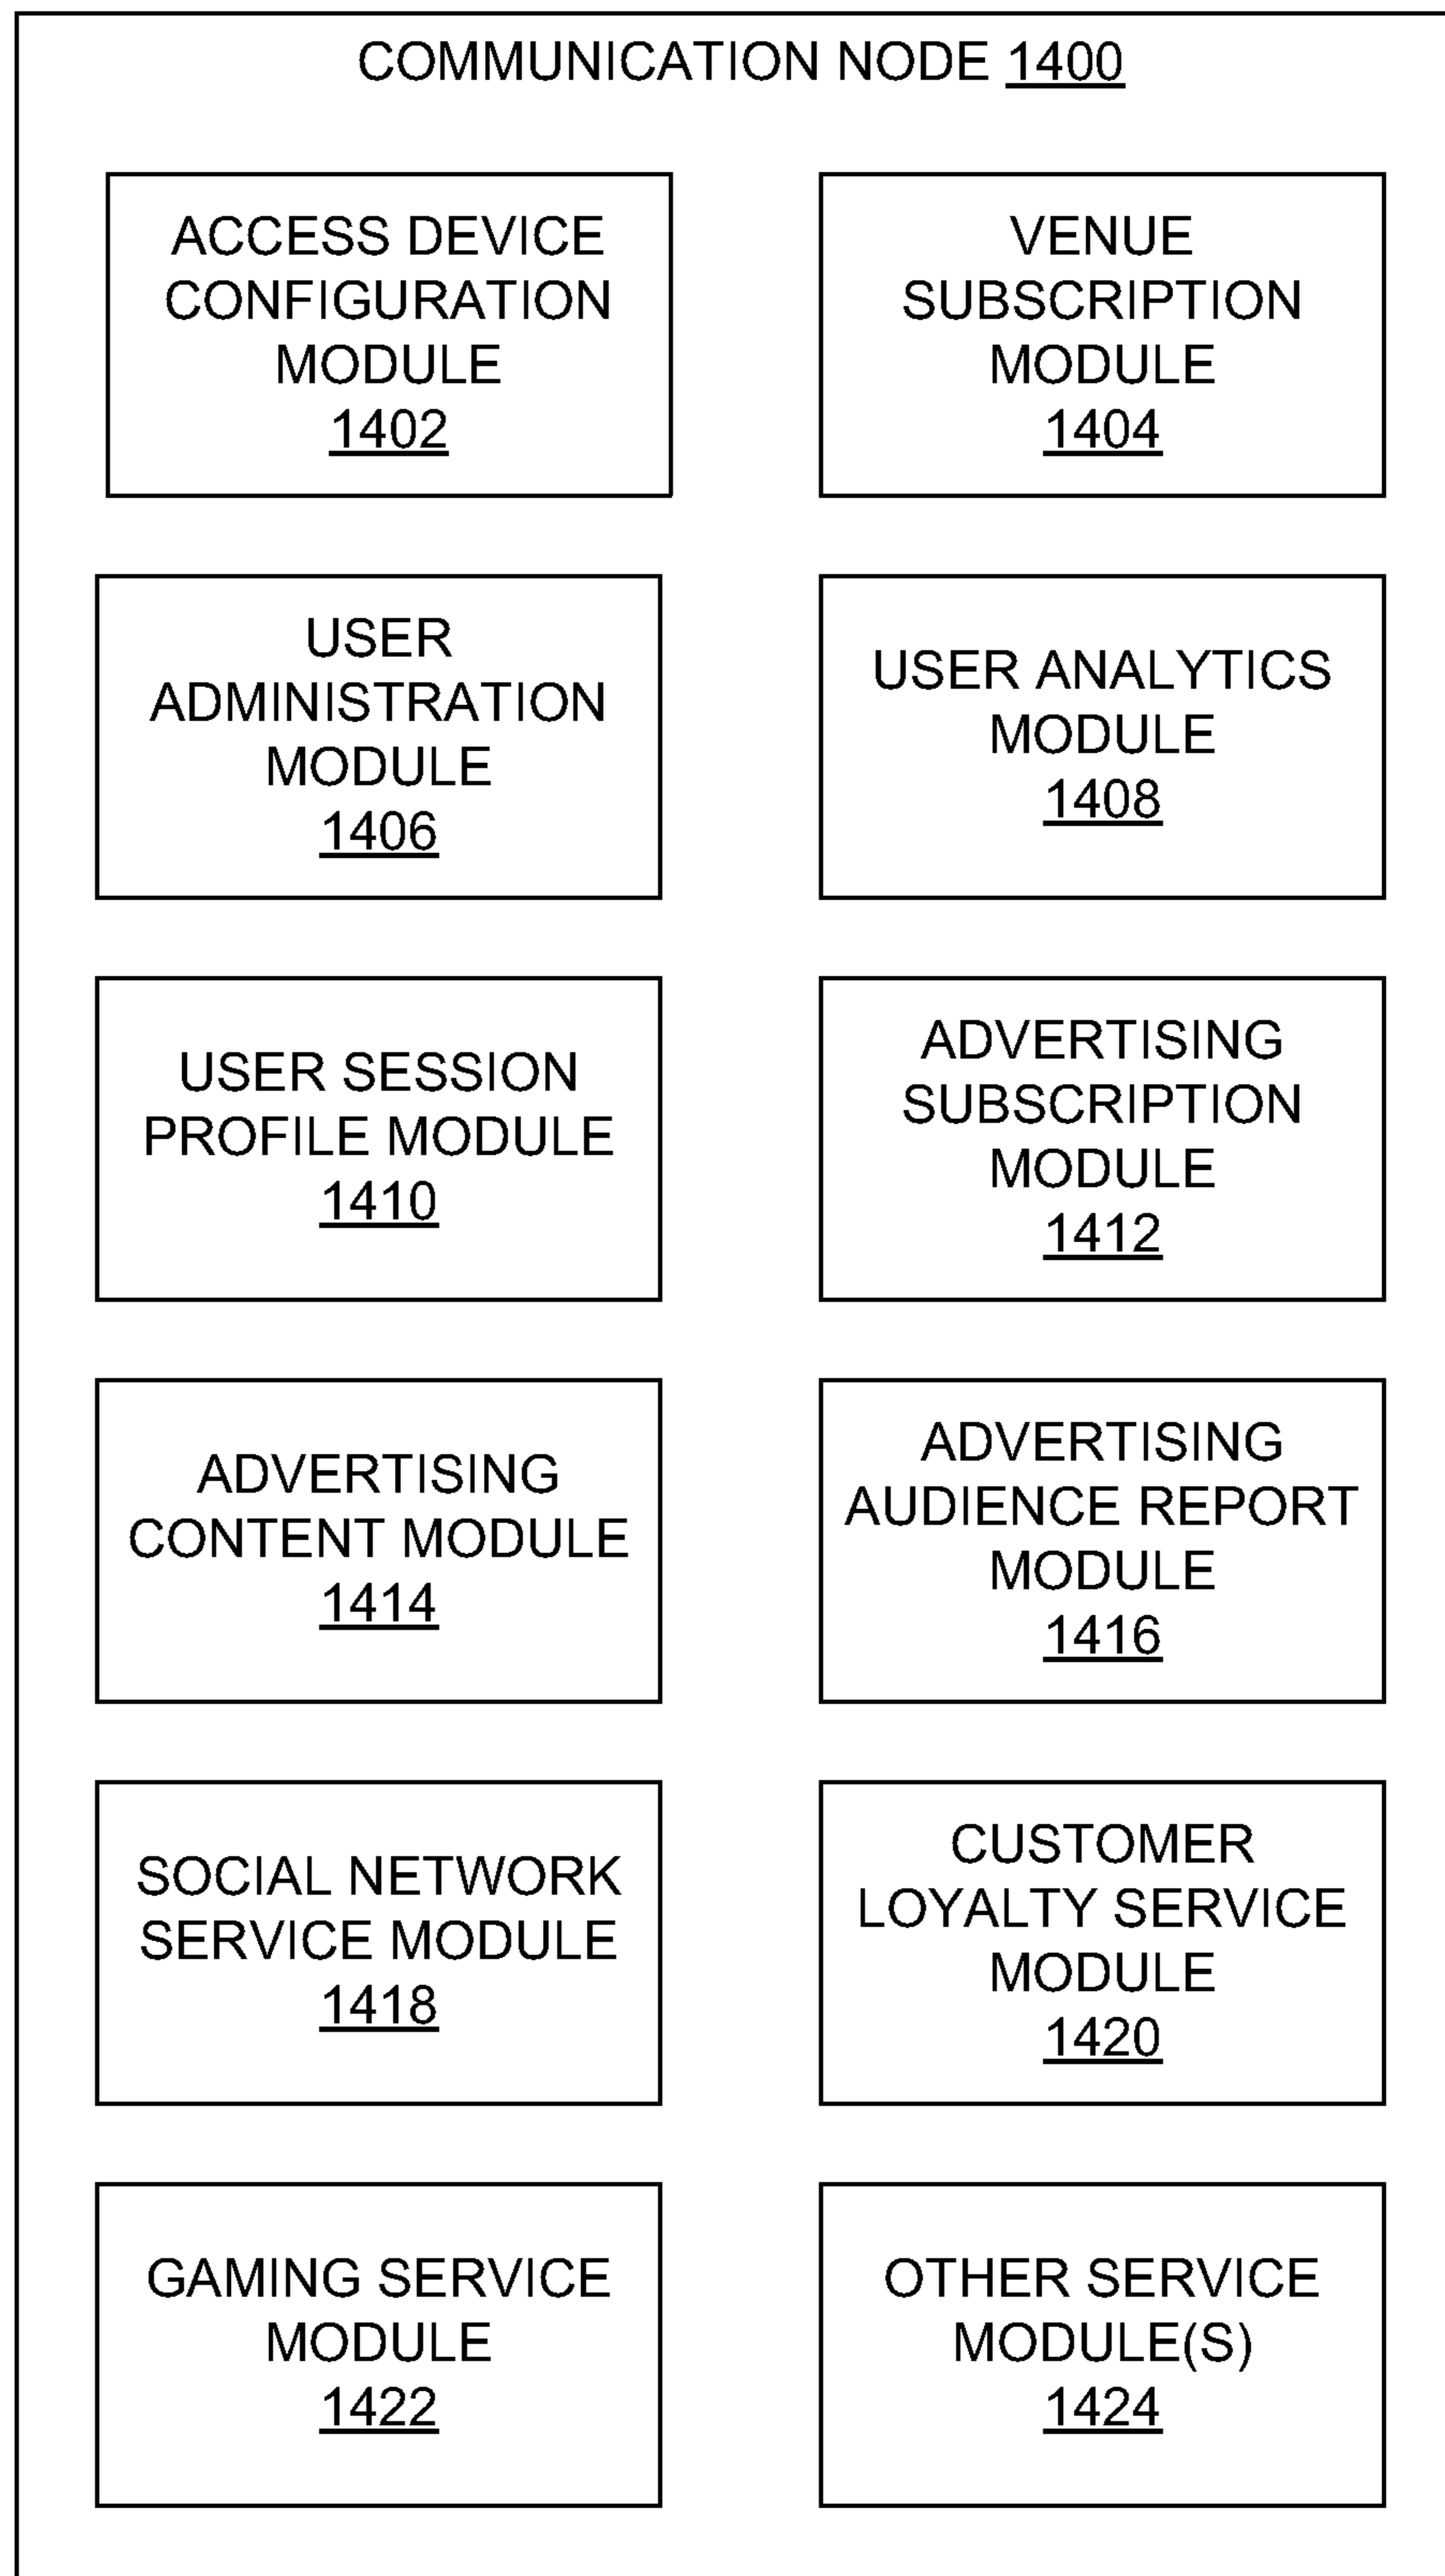 COMMUNICATION NODE 1400
ACCESS DEVICE
CONFIGURATION
MODULE
1402
VENUE
SUBSCRIPTION
MODULE
1404
USER
ADMINISTRATION
MODULE
1406
USER ANALYTICS
MODULE
1408
USER SESSION
PROFILE MODULE
1410
ADVERTISING
SUBSCRIPTION
MODULE
1412
ADVERTISING
CONTENT MODULE
1414
ADVERTISING
AUDIENCE REPORT
MODULE
1416
SOCIAL NETWORK
SERVICE MODULE
1418
CUSTOMER
LOYALTY SERVICE
MODULE
1420
GAMING SERVICE
MODULE
1422
OTHER SERVICE
MODULE(S)
1424